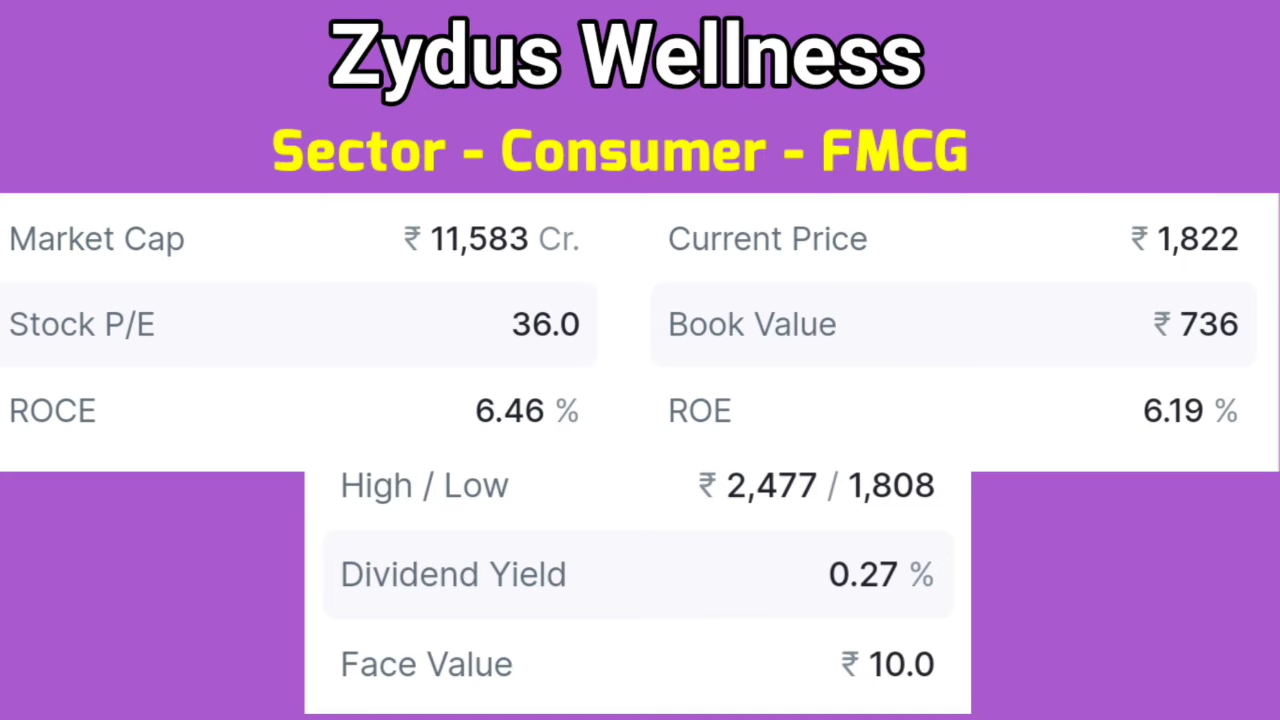 Zydus Wellness
Sector - Consumer - FMCG
Market Cap ₹ 11,583 Cr. Current Price ₹ 1,822
Stock P/E 36.0 Book Value ₹ 736
ROCE 6.46 % ROE 6.19 %
High / Low ₹ 2,477 / 1,808
Dividend Yield 0.27 %
Face Value ₹ 10.0